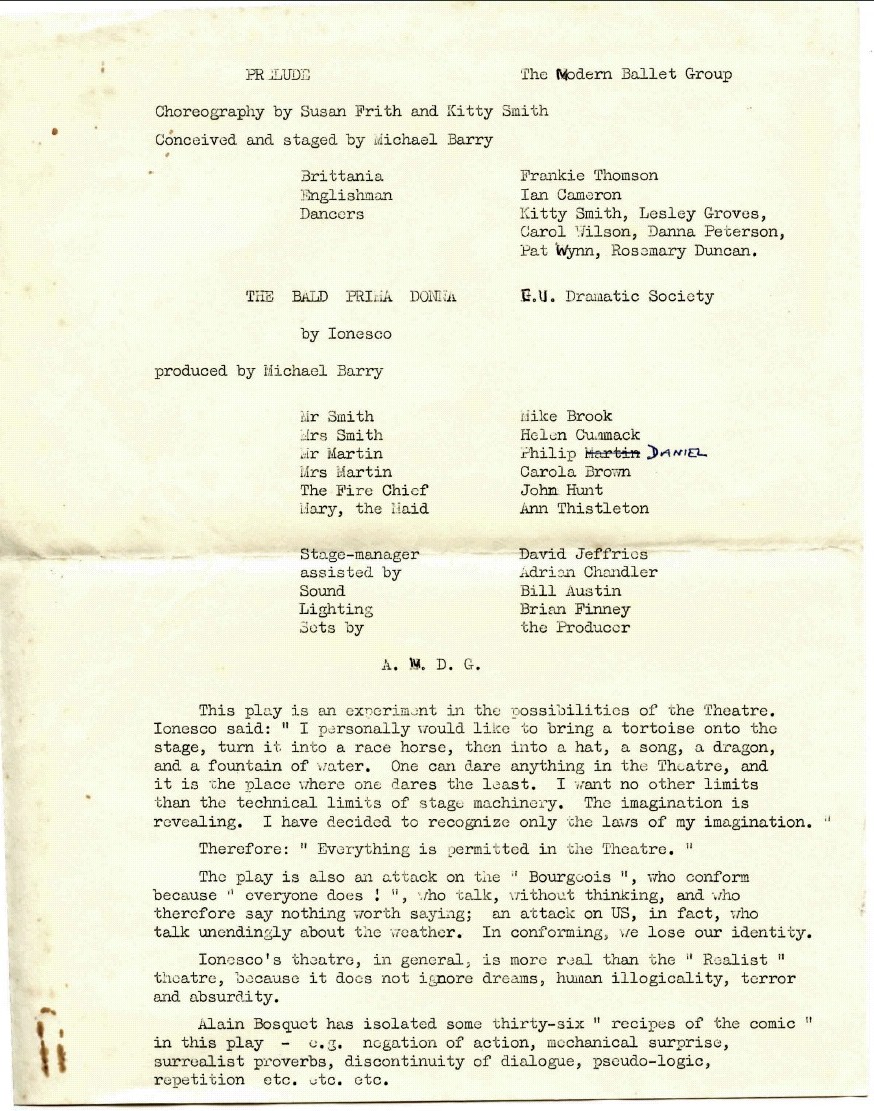 PRELUDE The Modern Ballet Group
Choreography by Susan Frith and Kitty Smith
Conceived and staged by Michael Barry
Brittania Frankie Thomson
Englishman Ian Cameron
Dancers Kitty Smith, Lesley Groves,
Carol Wilson, Danna Peterson,
Pat Wynn, Rosemary Duncan.
THE BALD PRIMA DONNA G.U. Dramatic Society
by Ionesco
produced by Michael Barry
Mr Smith Mike Brook
Mrs Smith Helen Cummack
Mr Martin Philip Martin DANIEL
Mrs Martin Carola Brown
The Fire Chief John Hunt
Mary, the Maid Ann Thistleton
Stage-manager David Jeffries
assisted by Adrian Chandler
Sound Bill Austin
Lighting Brian Finney
Sets by the Producer
A. M. D. G.
This play is an experiment in the possibilities of the Theatre.
Ionesco said: " I personally would like to bring a tortoise onto the
stage, turn it into a race horse, then into a hat, a song, a dragon,
and a fountain of water. One can dare anything in the Theatre, and
it is the place where one dares the least. I want no other limits
than the technical limits of stage machinery. The imagination is
revealing. I have decided to recognize only the laws of my imagination. "
Therefore: " Everything is permitted in the Theatre. "
The play is also an attack on the " Bourgeois ", who conform
because " everyone does ! ", who talk, without thinking, and who
therefore say nothing worth saying; an attack on US, in fact, who
talk unendingly about the weather. In conforming, we lose our identity.
Ionesco's theatre, in general, is more real than the " Realist "
theatre, because it does not ignore dreams, human illogicality, terror
and absurdity.
Alain Bosquet has isolated some thirty-six " recipes of the comic "
in this play - e.g. negation of action, mechanical surprise,
surrealist proverbs, discontinuity of dialogue, pseudo-logic,
repetition etc. etc. etc.